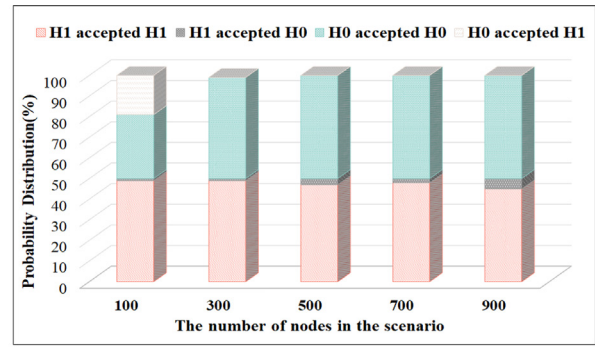 H1 accepted H1 H1 accepted H0 H0 accepted H0 H0 accepted H1
Probability Distribution(%)
100
90
80
70
60
50
40
30
20
10
0
100 300 500 700 900
The number of nodes in the scenario